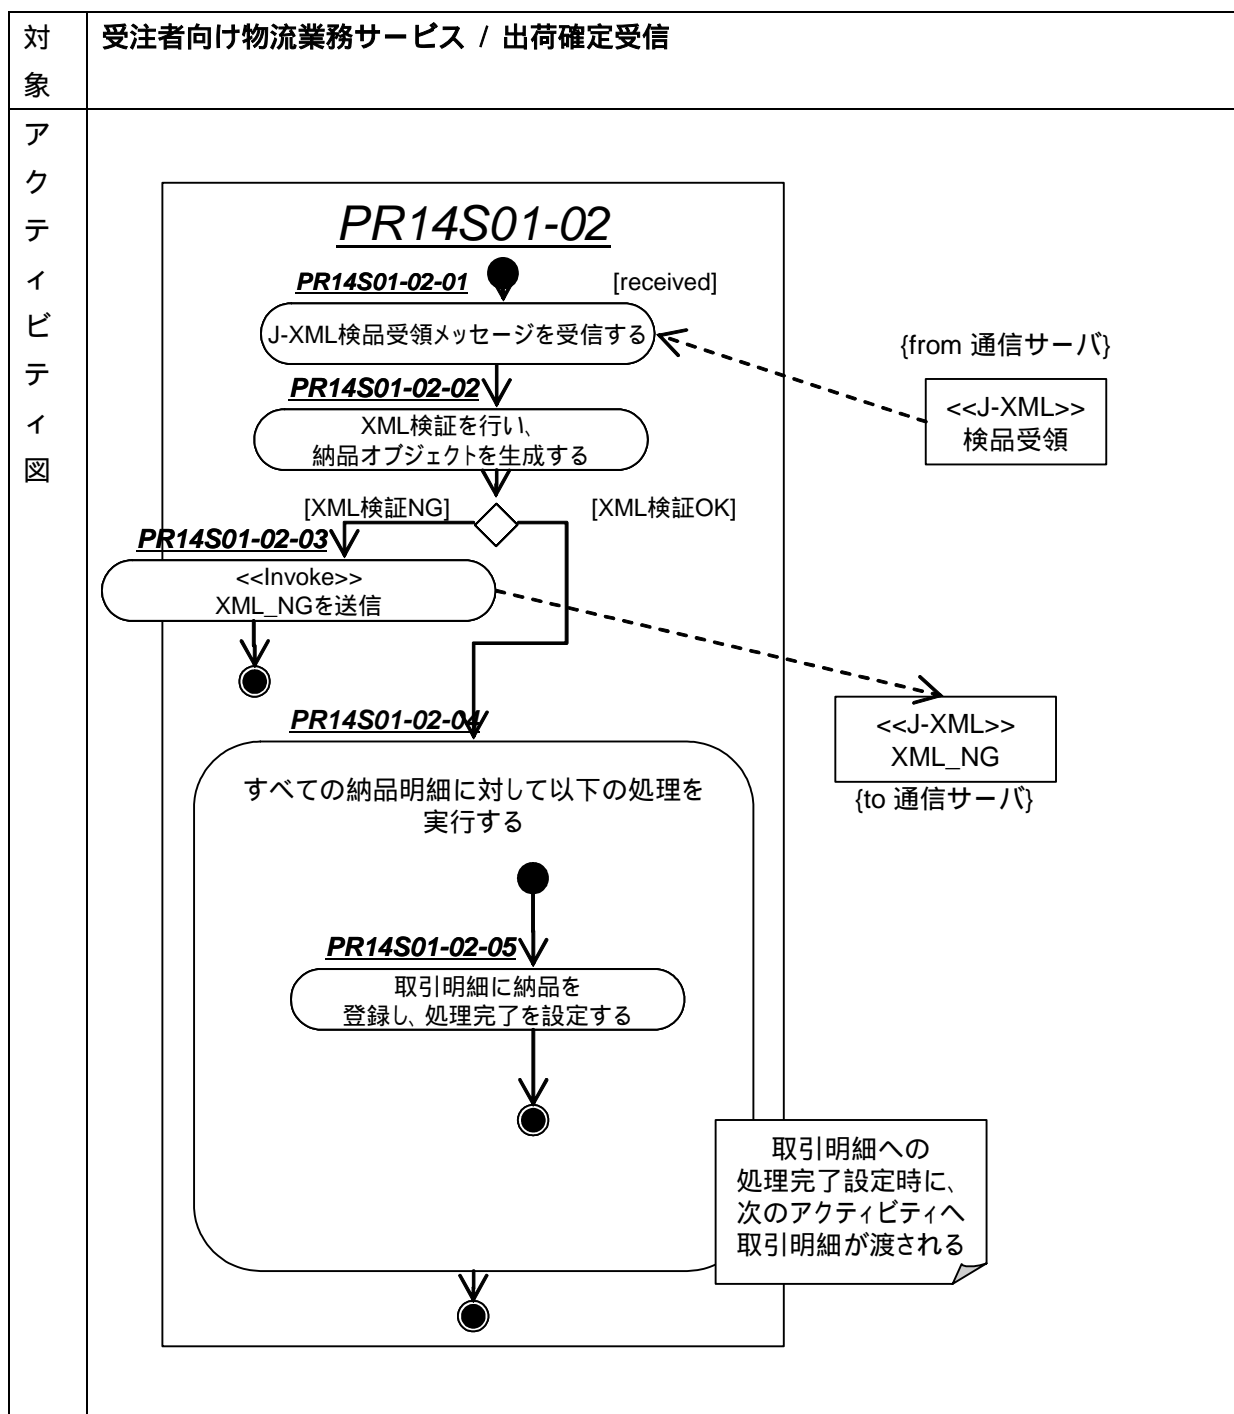 対象
受注者向け物流業務サービス / 出荷確定受信
アクティビティ図
PR14S01-02
PR14S01-02-01
[received]
J-XML検品受領メッセージを受信する
{from 通信サーバ}
<<J-XML>>
検品受領
PR14S01-02-02
XML検証を行い、
納品オブジェクトを生成する
[XML検証NG]
[XML検証OK]
PR14S01-02-03
<<Invoke>>
XML_NGを送信
<<J-XML>>
XML_NG
{to 通信サーバ}
PR14S01-02-04
すべての納品明細に対して以下の処理を
実行する
PR14S01-02-05
取引明細に納品を
登録し、処理完了を設定する
取引明細への
処理完了設定時に、
次のアクティビティへ
取引明細が渡される